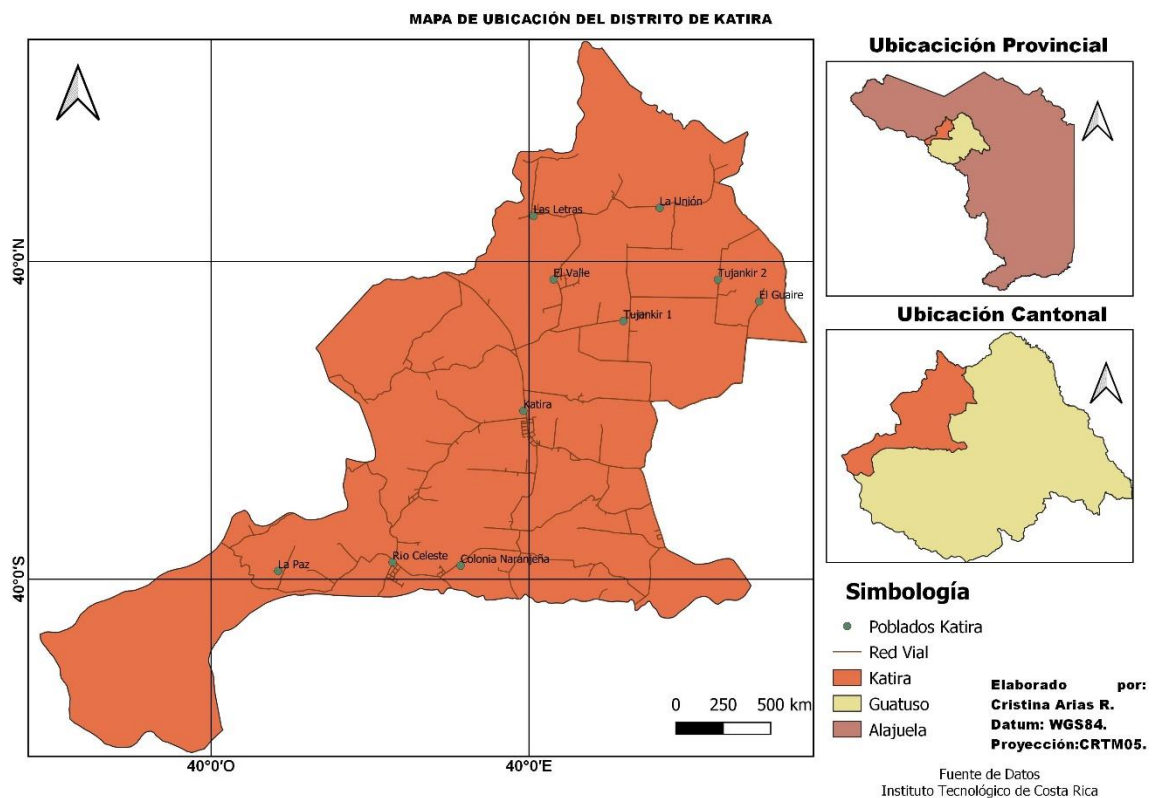 MAPA DE UBICACIÓN DEL DISTRITO DE KATIRA
Las Letras
La Unión
El Valle
Tujankir 2
El Guaire
Tujankir 1
Katira
La Paz
Rio Celeste
Colonia Naranjeña
40°0'N
40°0'S
40°0'O
40°0'E
0 250 500 km
Ubicacición Provincial
Ubicación Cantonal
Simbología
Poblados Katira
Red Vial
Katira
Guatuso
Alajuela
Elaborado por:
Cristina Arias R.
Datum: WGS84.
Proyección:CRTM05.
Fuente de Datos
Instituto Tecnológico de Costa Rica